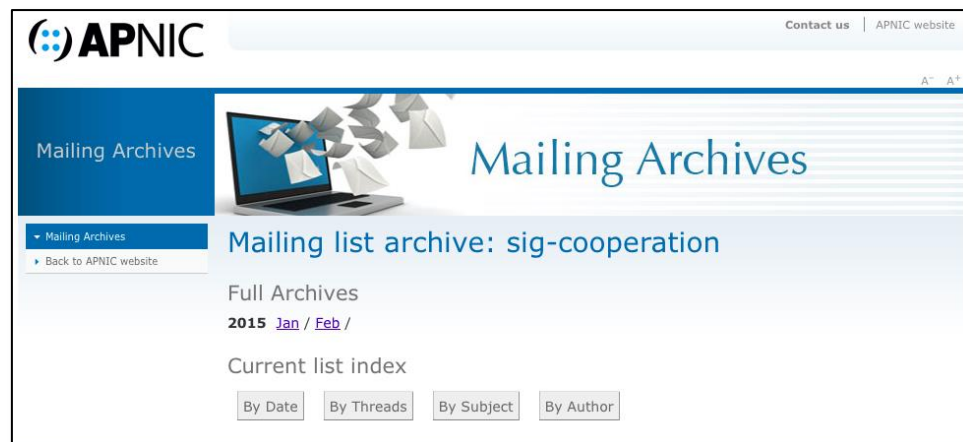 (::) APNIC
Contact us | APNIC website
A- A+
Mailing Archives
Mailing Archives
Mailing Archives
Back to APNIC website
Mailing list archive: sig-cooperation
Full Archives
2015 Jan / Feb /
Current list index
By Date By Threads By Subject By Author